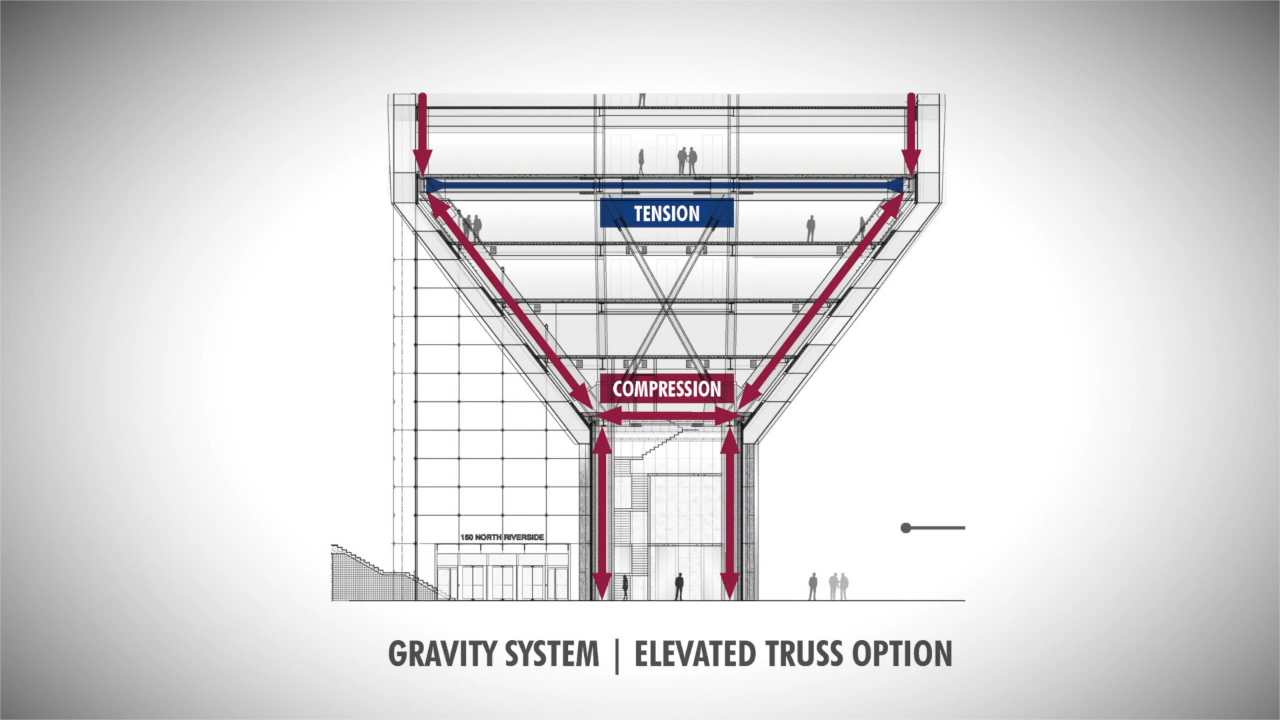 TENSION
COMPRESSION
150 NORTH RIVERSIDE
GRAVITY SYSTEM | ELEVATED TRUSS OPTION